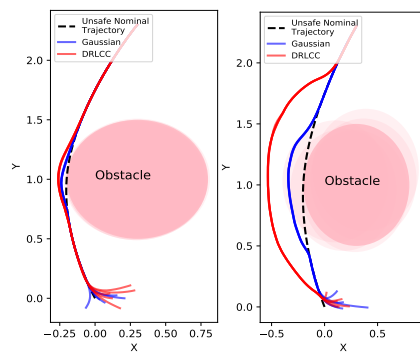 Unsafe Nominal
Trajectory
Gaussian
DRLCC
Obstacle
Y
2.0
1.5
1.0
0.5
0.0
−0.25
0.00
0.25
0.50
0.75
X
Unsafe Nominal
Trajectory
Gaussian
DRLCC
Obstacle
Y
2.0
1.5
1.0
0.5
0.0
−0.5
0.0
0.5
X